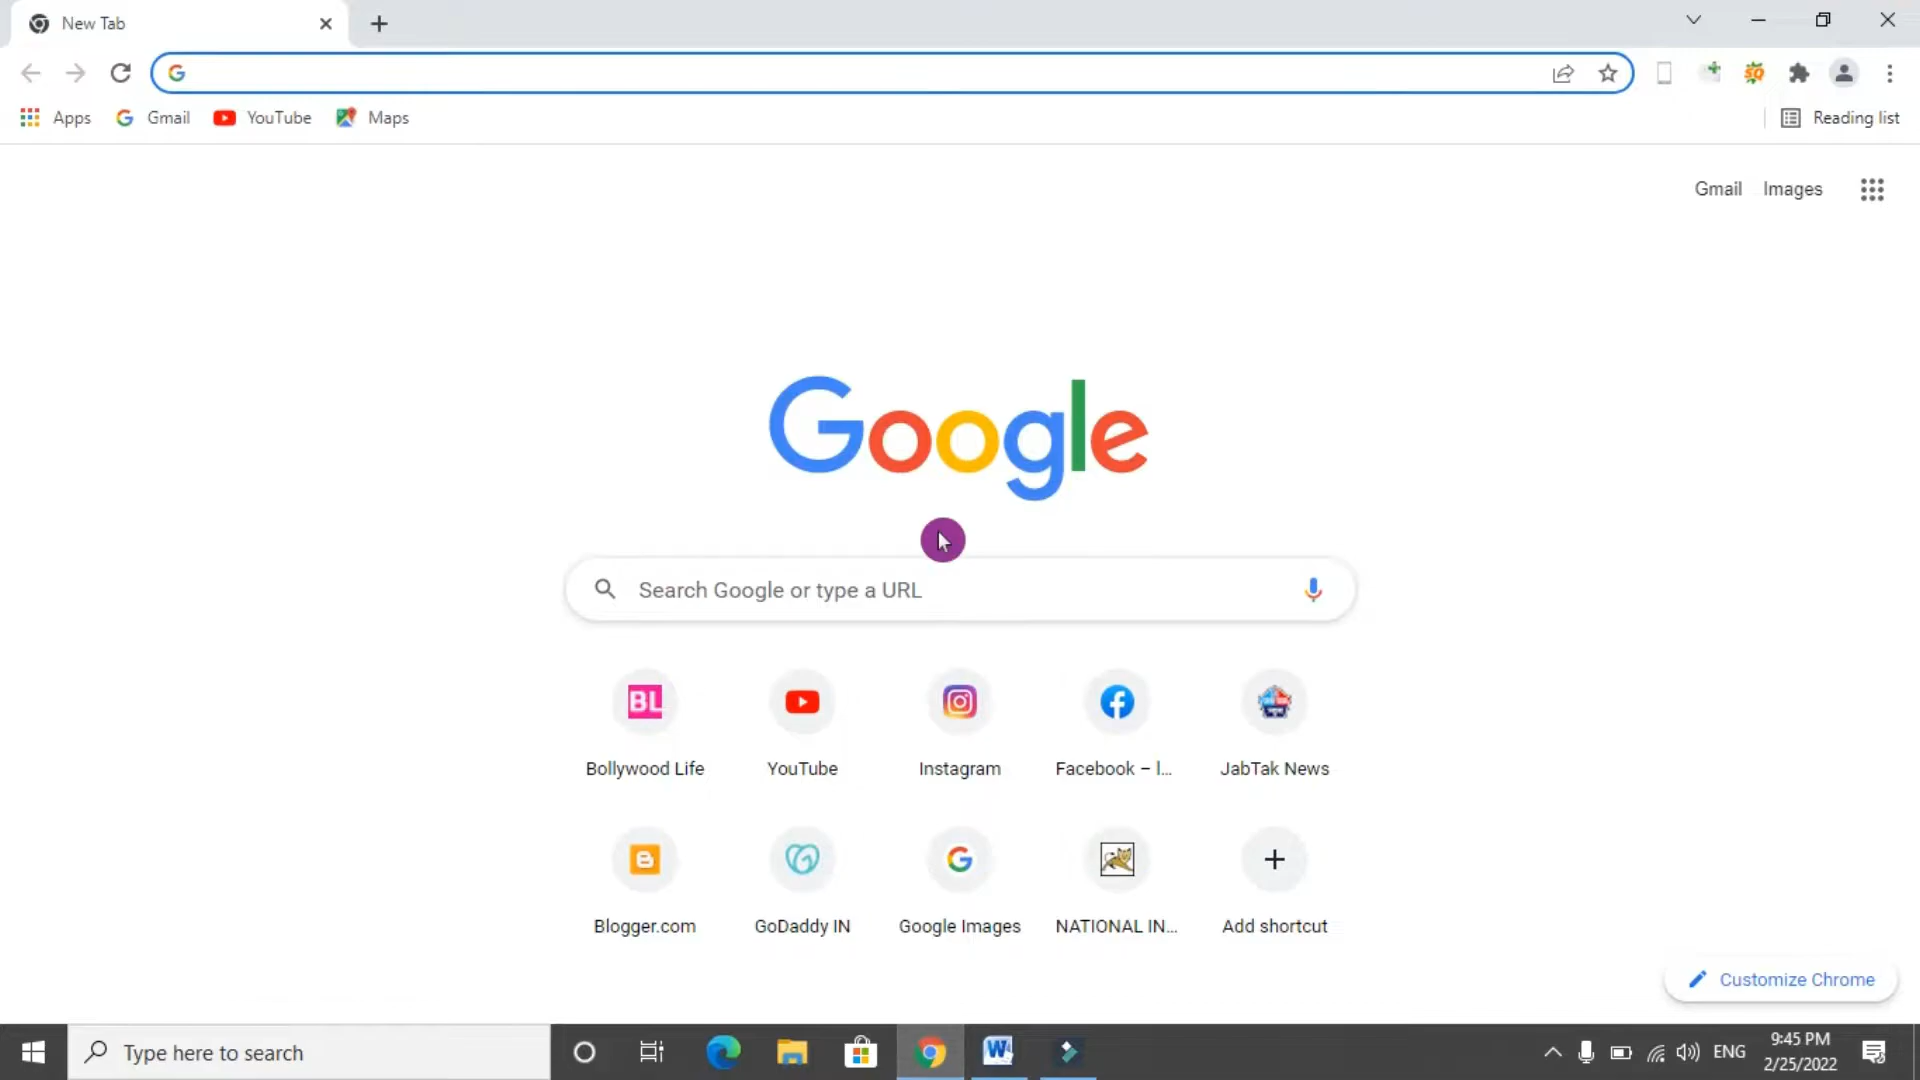 New Tab
Apps Gmail YouTube Maps Reading list
Gmail Images
Google
Search Google or type a URL
Bollywood Life YouTube Instagram Facebook – l... JabTak News
Blogger.com GoDaddy IN Google Images NATIONAL IN... Add shortcut
Customize Chrome
Type here to search
ENG
9:45 PM
2/25/2022